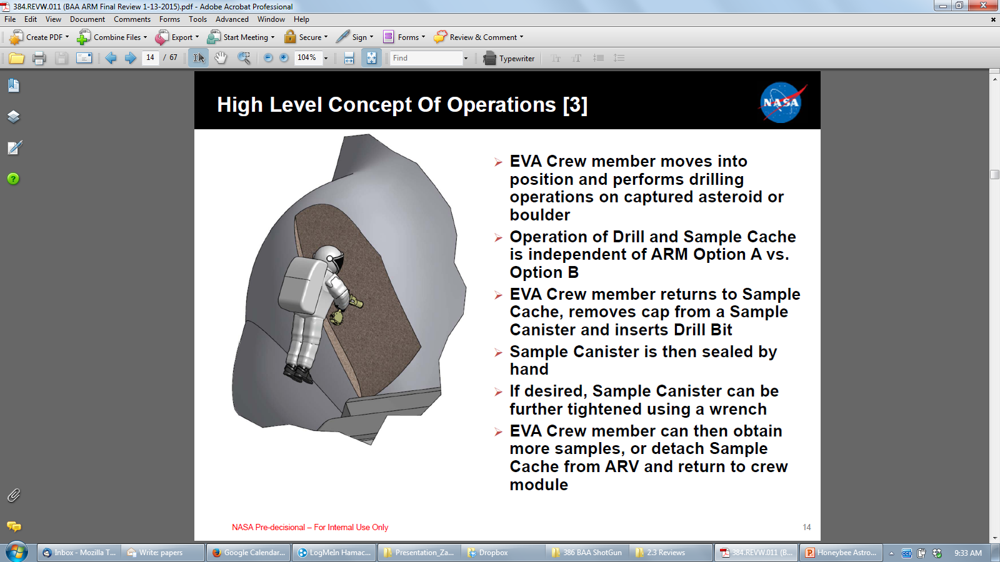 384.REVW.011 (BAA ARM Final Review 1-13-2015).pdf - Adobe Acrobat Professional
File Edit View Document Comments Forms Tools Advanced Window Help
Create PDF Combine Files Export Start Meeting Secure Sign Forms Review & Comment
14 / 67 104% Find Typewriter
High Level Concept Of Operations [3]
NASA
EVA Crew member moves into
position and performs drilling
operations on captured asteroid or
boulder
Operation of Drill and Sample Cache
is independent of ARM Option A vs.
Option B
EVA Crew member returns to Sample
Cache, removes cap from a Sample
Canister and inserts Drill Bit
Sample Canister is then sealed by
hand
If desired, Sample Canister can be
further tightened using a wrench
EVA Crew member can then obtain
more samples, or detach Sample
Cache from ARV and return to crew
module
NASA Pre-decisional – For Internal Use Only
14
Inbox - Mozilla T... Write: papers Google Calendar... LogMeIn Hamac... Presentation_Za... Dropbox 386 BAA ShotGun 2.3 Reviews 384.REVW.011 (B... Honeybee Astro... 9:33 AM